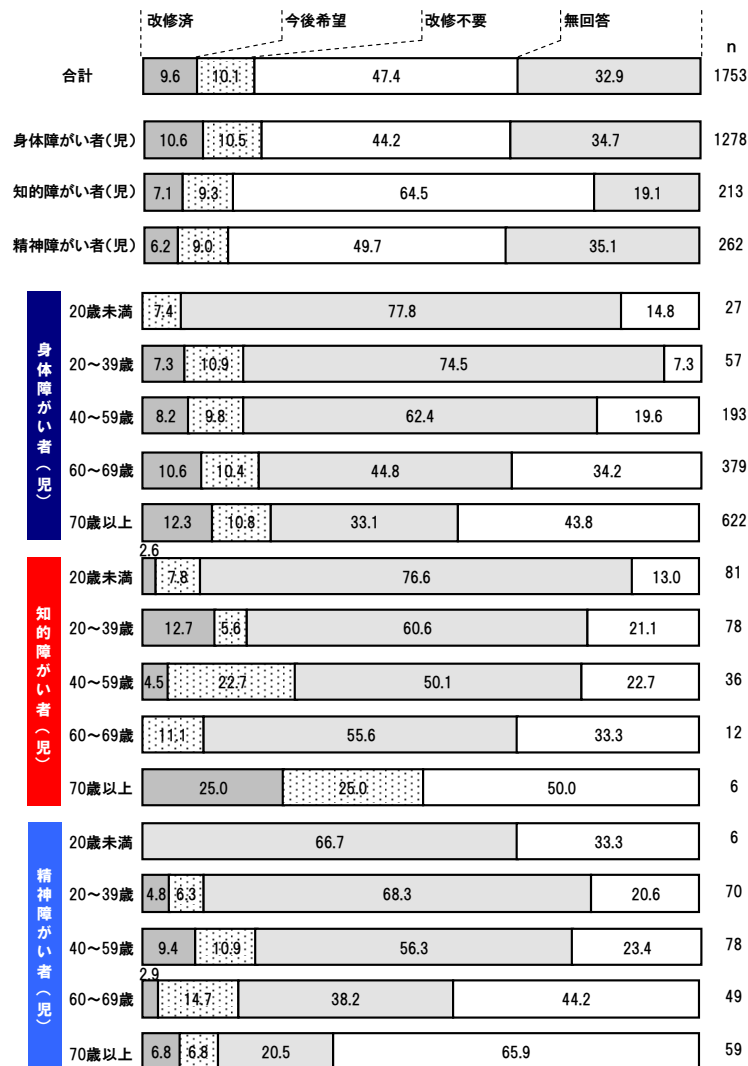 改修済 今後希望 改修不要 無回答
n
合計 9.6 10.1 47.4 32.9 1753
身体障がい者(児) 10.6 10.5 44.2 34.7 1278
知的障がい者(児) 7.1 9.3 64.5 19.1 213
精神障がい者(児) 6.2 9.0 49.7 35.1 262
身体障がい者(児)
20歳未満 7.4 77.8 14.8 27
20～39歳 7.3 10.9 74.5 7.3 57
40～59歳 8.2 9.8 62.4 19.6 193
60～69歳 10.6 10.4 44.8 34.2 379
70歳以上 12.3 10.8 33.1 43.8 622
知的障がい者(児)
20歳未満 2.6 7.8 76.6 13.0 81
20～39歳 12.7 5.6 60.6 21.1 78
40～59歳 4.5 22.7 50.1 22.7 36
60～69歳 11.1 55.6 33.3 12
70歳以上 25.0 25.0 50.0 6
精神障がい者(児)
20歳未満 66.7 33.3 6
20～39歳 4.8 6.3 68.3 20.6 70
40～59歳 9.4 10.9 56.3 23.4 78
60～69歳 2.9 14.7 38.2 44.2 49
70歳以上 6.8 6.8 20.5 65.9 59